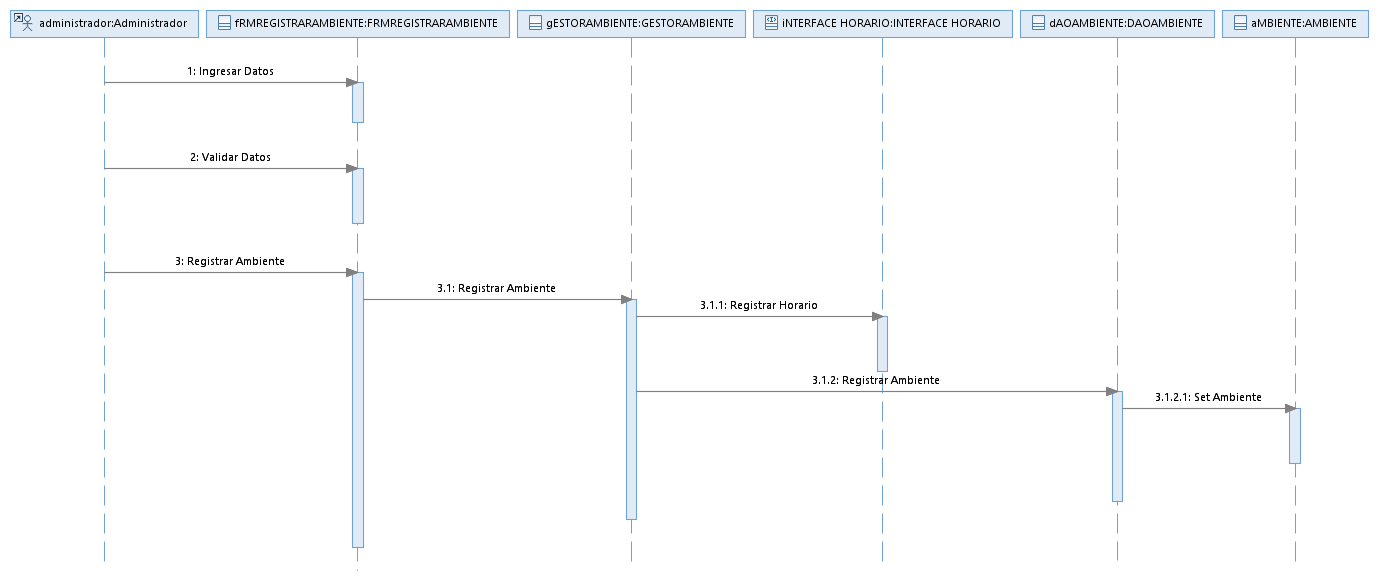 administrador:Administrador
fRMREGISTRARAMBIENTE:FRMREGISTRARAMBIENTE
gESTORAMBIENTE:GESTORAMBIENTE
iNTERFACE HORARIO:INTERFACE HORARIO
dAOAMBIENTE:DAOAMBIENTE
aMBIENTE:AMBIENTE
1: Ingresar Datos
2: Validar Datos
3: Registrar Ambiente
3.1: Registrar Ambiente
3.1.1: Registrar Horario
3.1.2: Registrar Ambiente
3.1.2.1: Set Ambiente